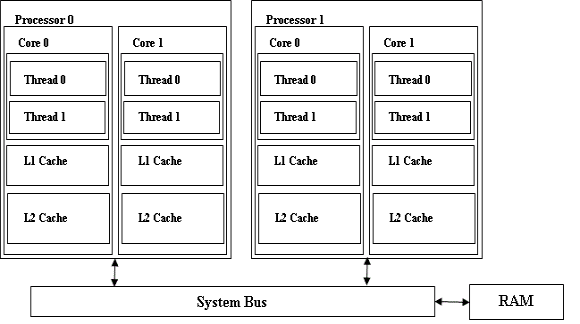 Processor 0
Processor 1
Core 0
Core 1
Core 0
Core 1
Thread 0
Thread 0
Thread 0
Thread 0
Thread 1
Thread 1
Thread 1
Thread 1
L1 Cache
L1 Cache
L1 Cache
L1 Cache
L2 Cache
L2 Cache
L2 Cache
L2 Cache
System Bus
RAM